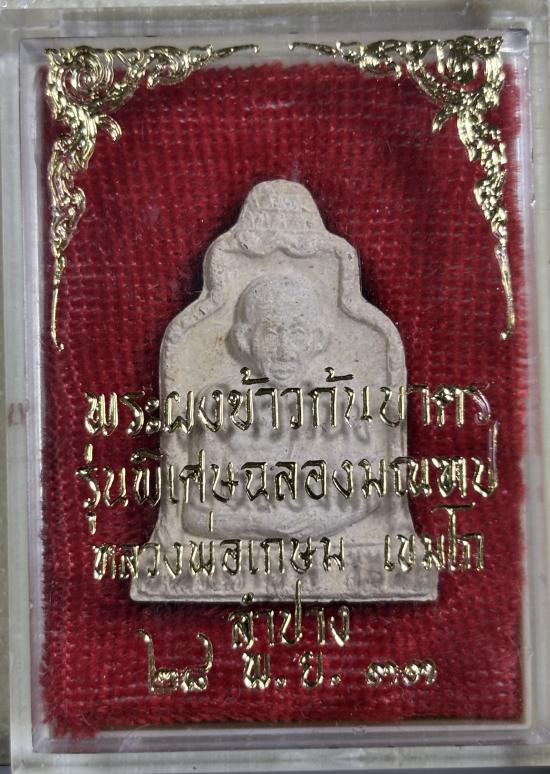 พระผงข้าวก้นบาตร
รุ่นพิเศษฉลองมณฑป
หลวงพ่อเกษม เขมโก
ลำปาง
๒๘ พ.ย. ๓๓